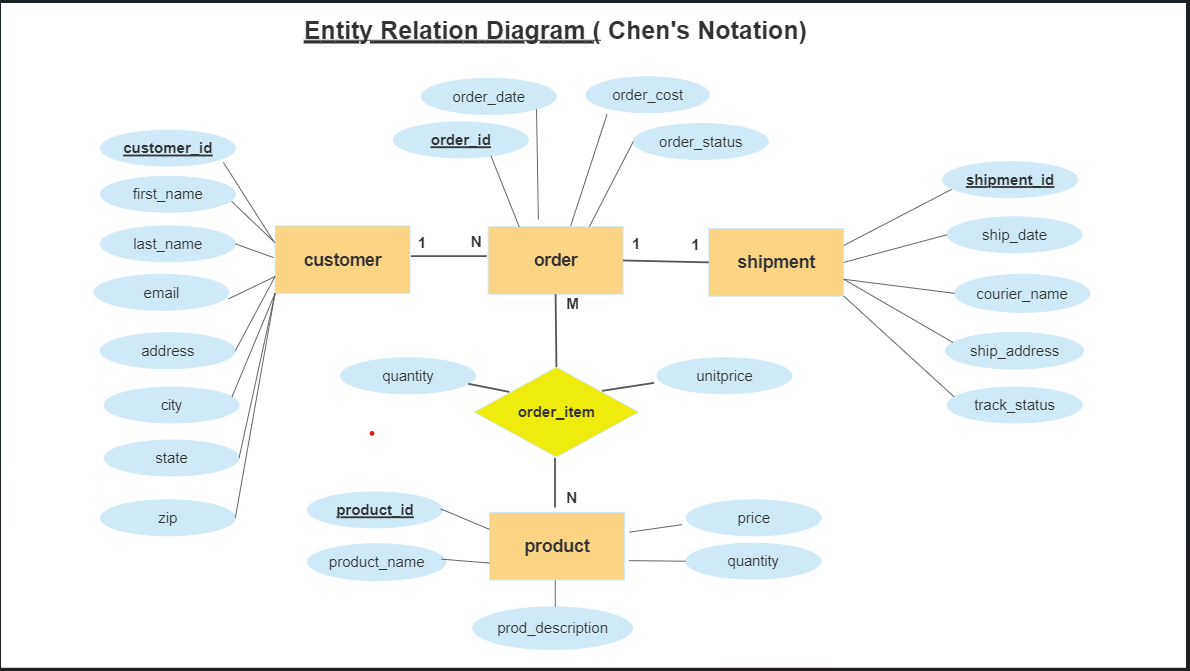 Entity Relation Diagram ( Chen's Notation)
order_date
order_cost
order_id
order_status
customer_id
first_name
last_name
email
address
city
state
zip
shipment_id
ship_date
courier_name
ship_address
track_status
customer
1
N
order
1
1
shipment
M
quantity
unitprice
order_item
N
product_id
product_name
product
price
quantity
prod_description